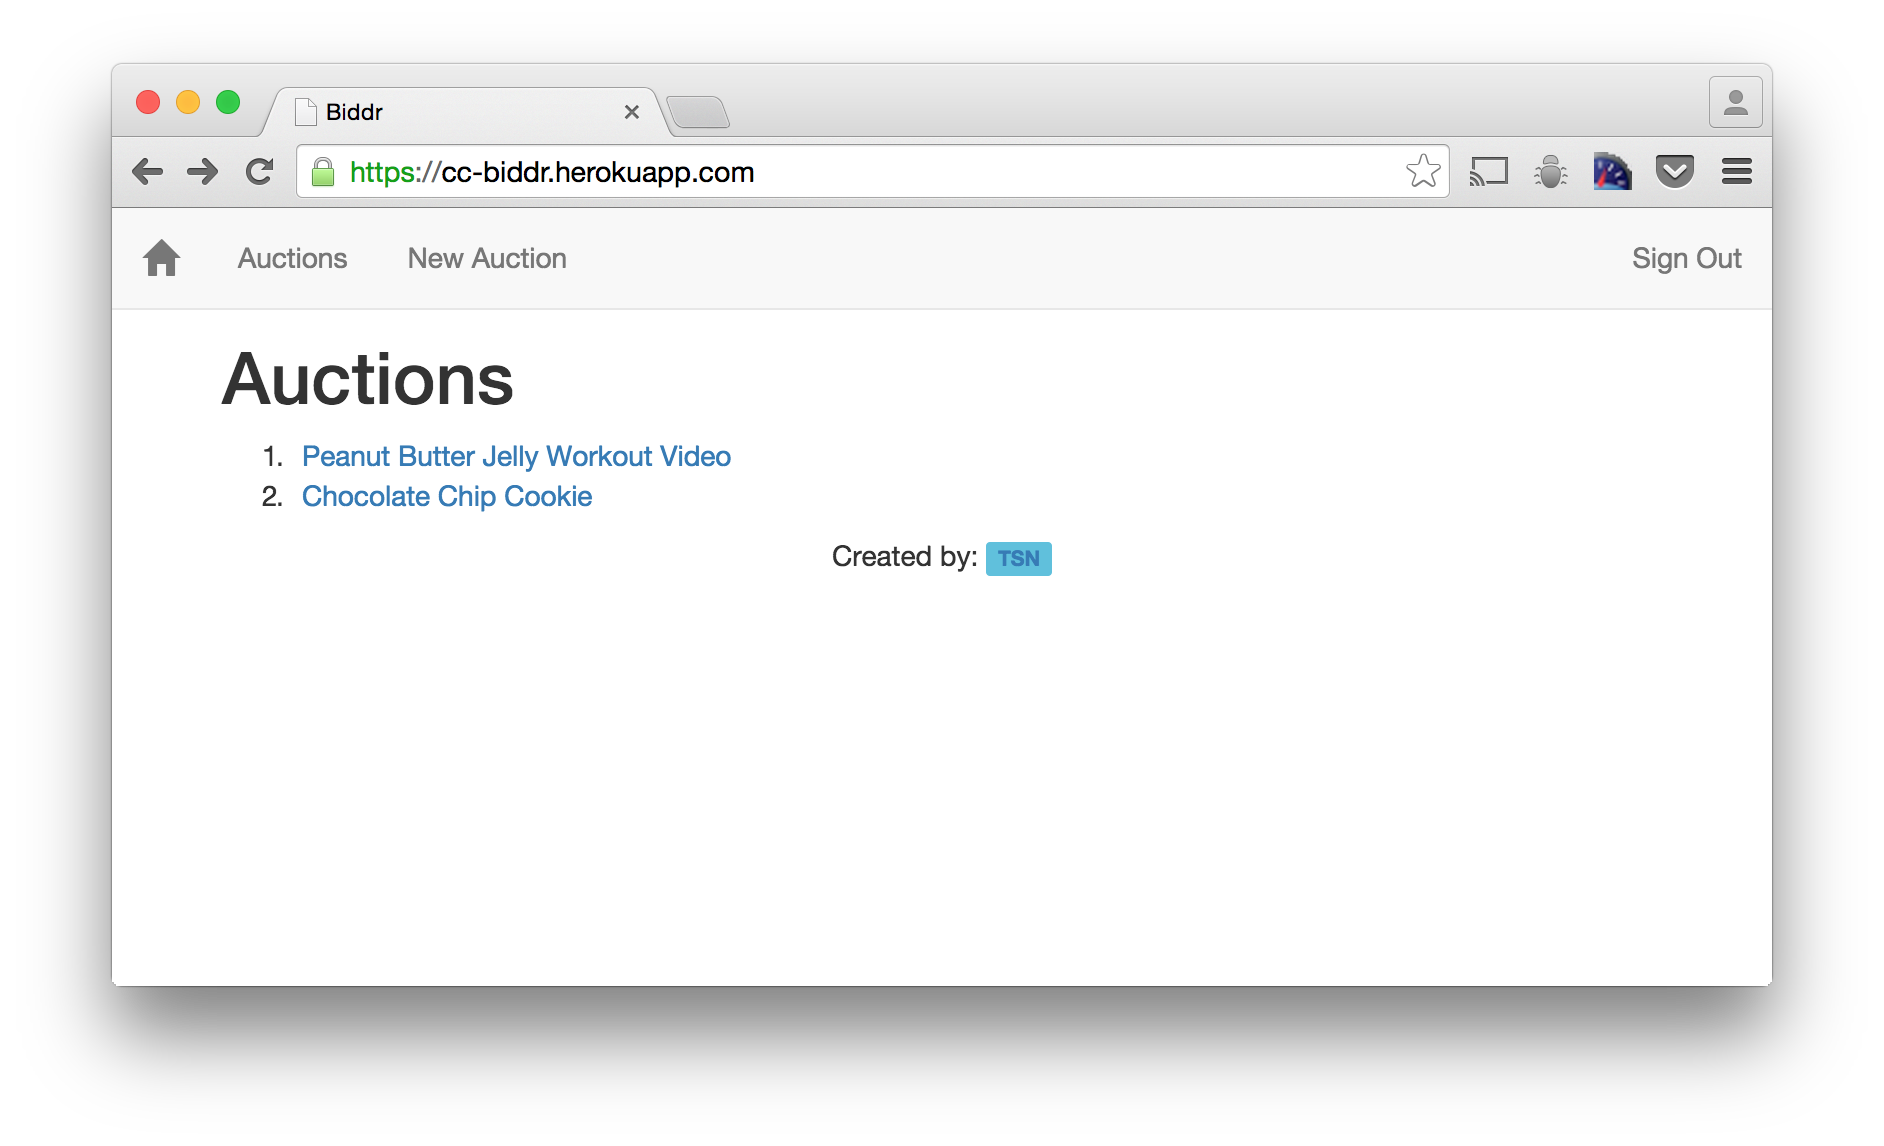 Biddr
https://cc-biddr.herokuapp.com
Auctions New Auction Sign Out
Auctions
1. Peanut Butter Jelly Workout Video
2. Chocolate Chip Cookie
Created by: TSN